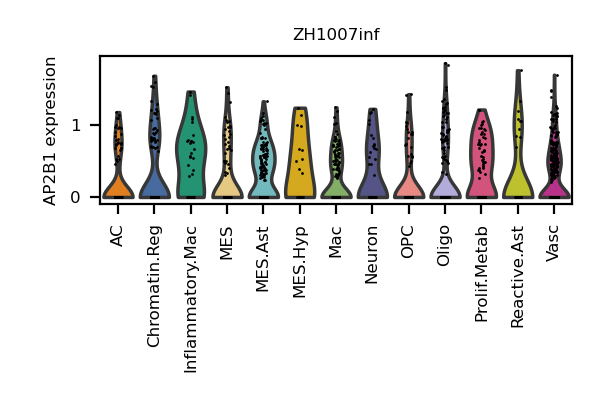 ZH1007inf
AP2B1 expression
1
0
AC
Chromatin.Reg
Inflammatory.Mac
MES
MES.Ast
MES.Hyp
Mac
Neuron
OPC
Oligo
Prolif.Metab
Reactive.Ast
Vasc